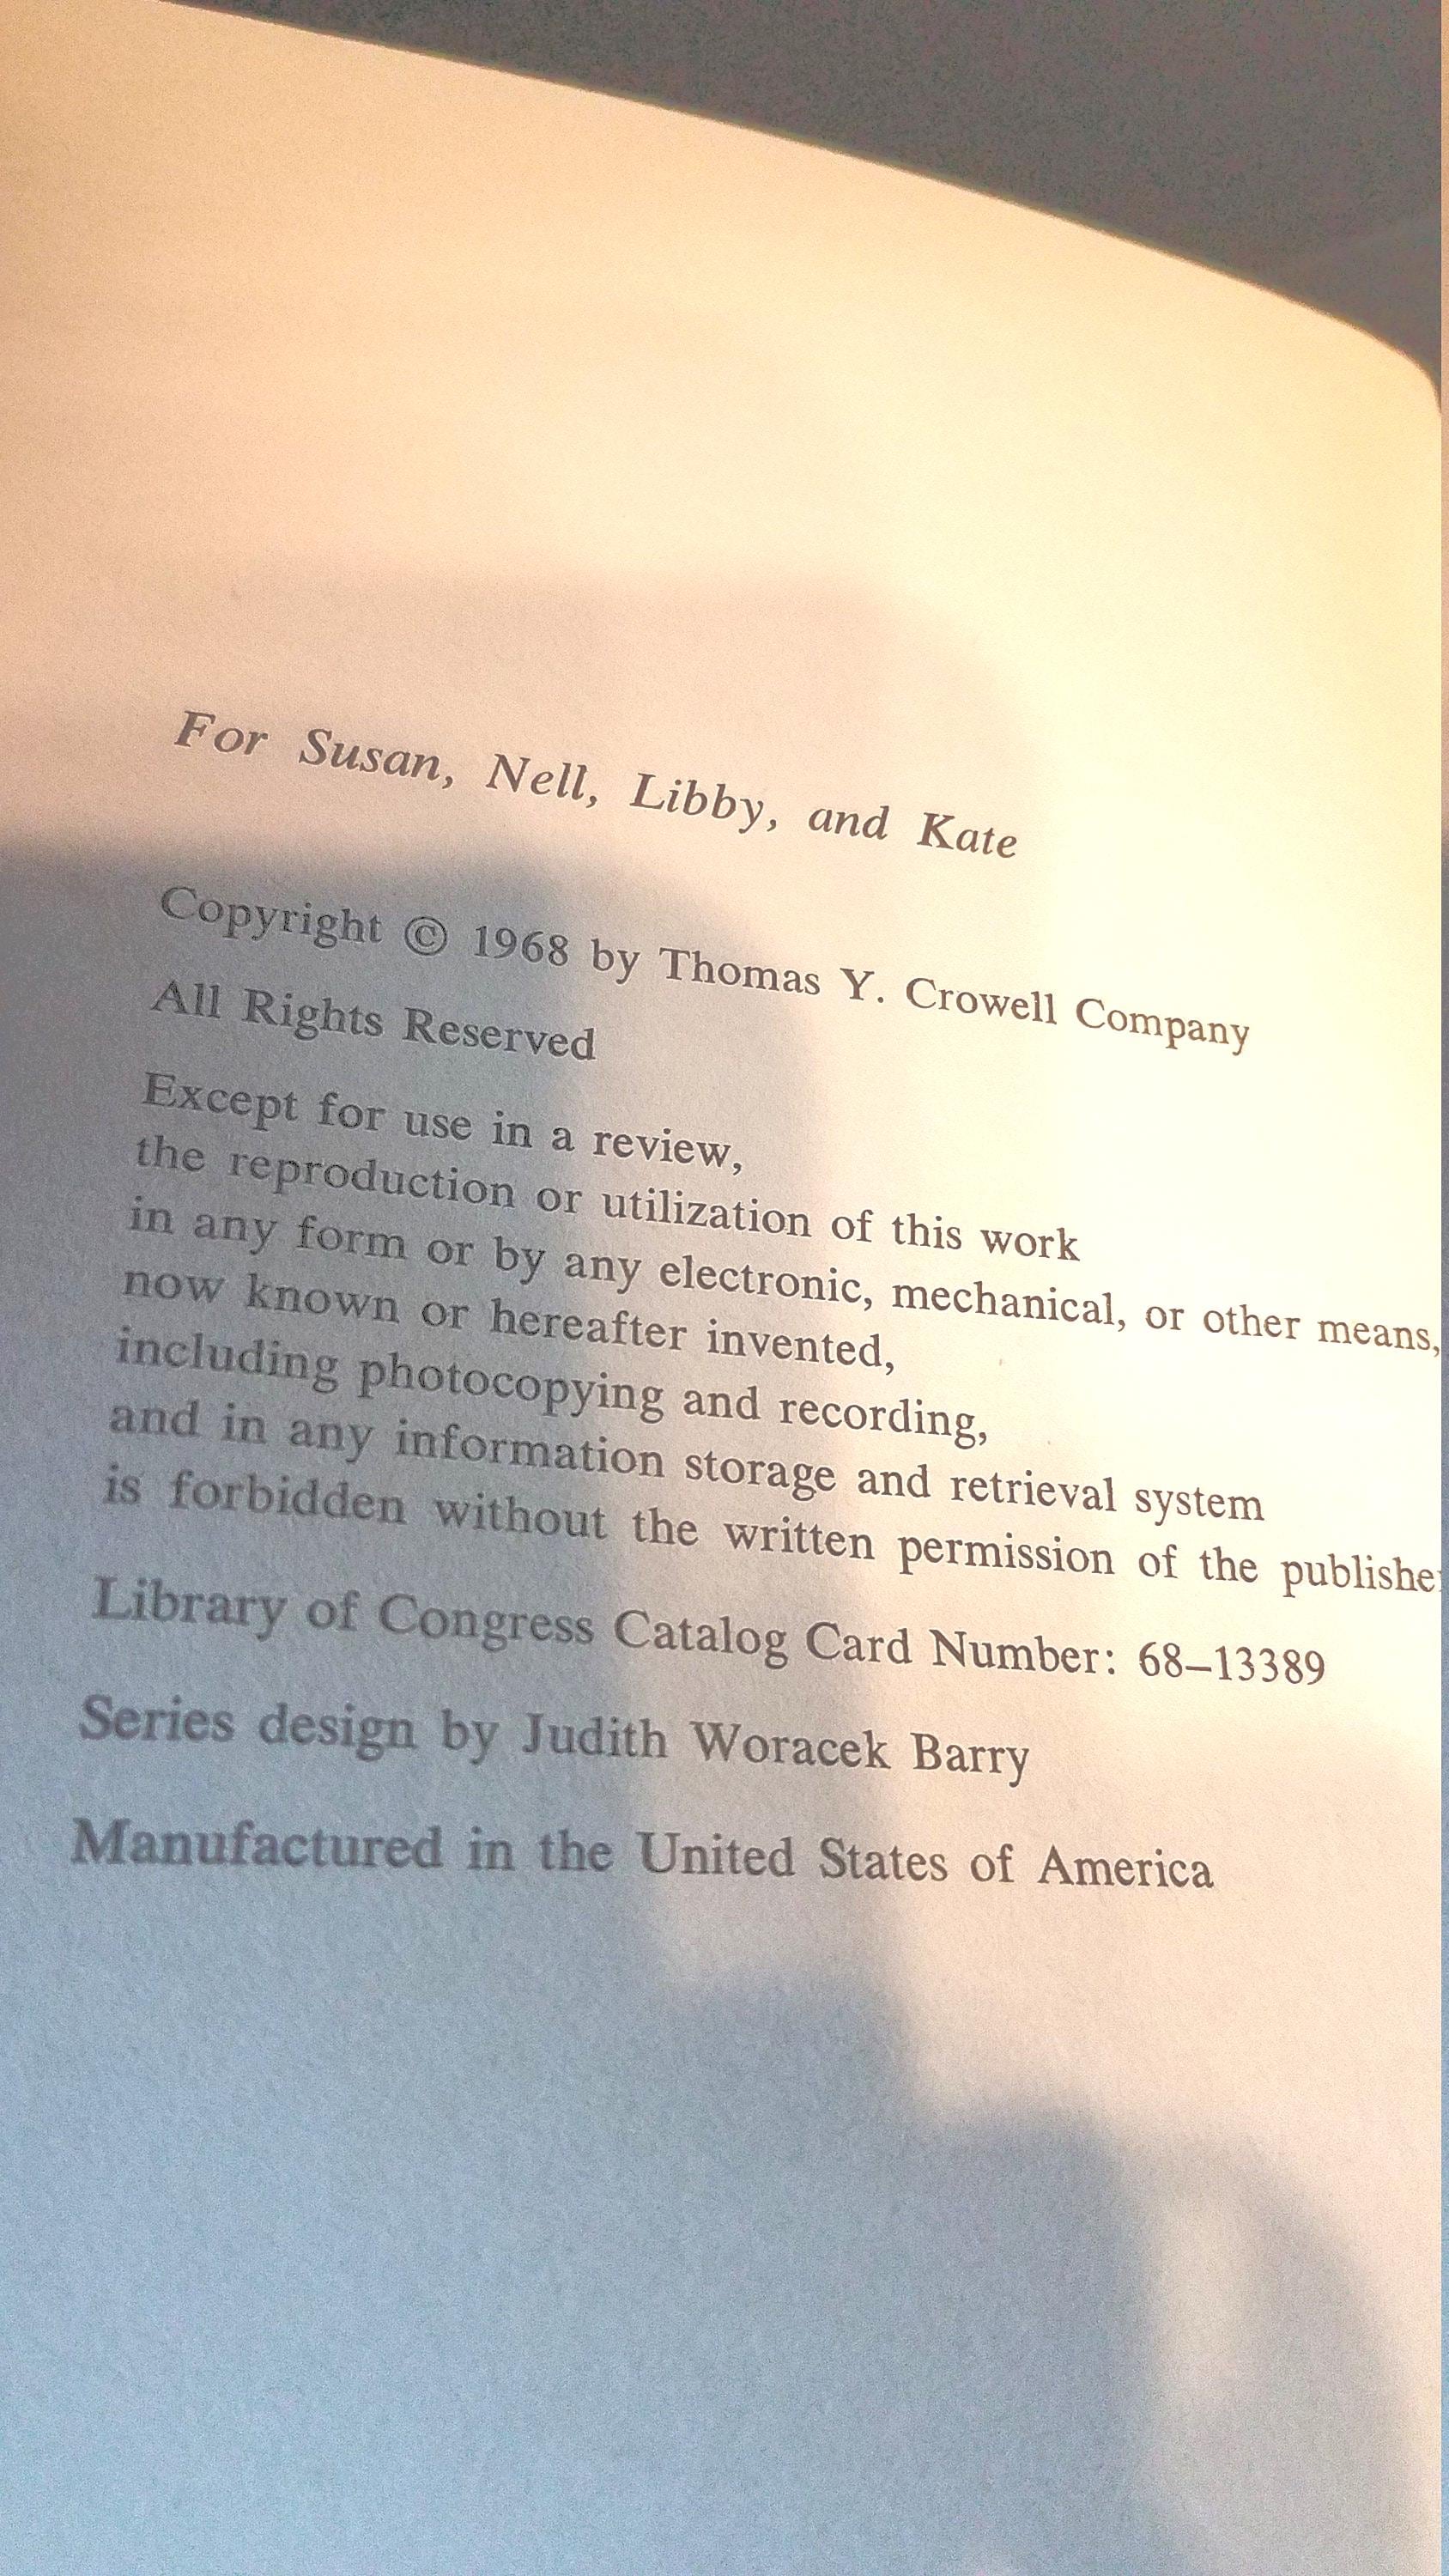 For Susan, Nell, Libby, and Kate
Copyright © 1968 by Thomas Y. Crowell Company
All Rights Reserved
Except for use in a review,
the reproduction or utilization of this work
in any form or by any electronic, mechanical, or other means,
now known or hereafter invented,
including photocopying and recording,
and in any information storage and retrieval system
is forbidden without the written permission of the publishe
Library of Congress Catalog Card Number: 68–13389
Series design by Judith Woracek Barry
Manufactured in the United States of America